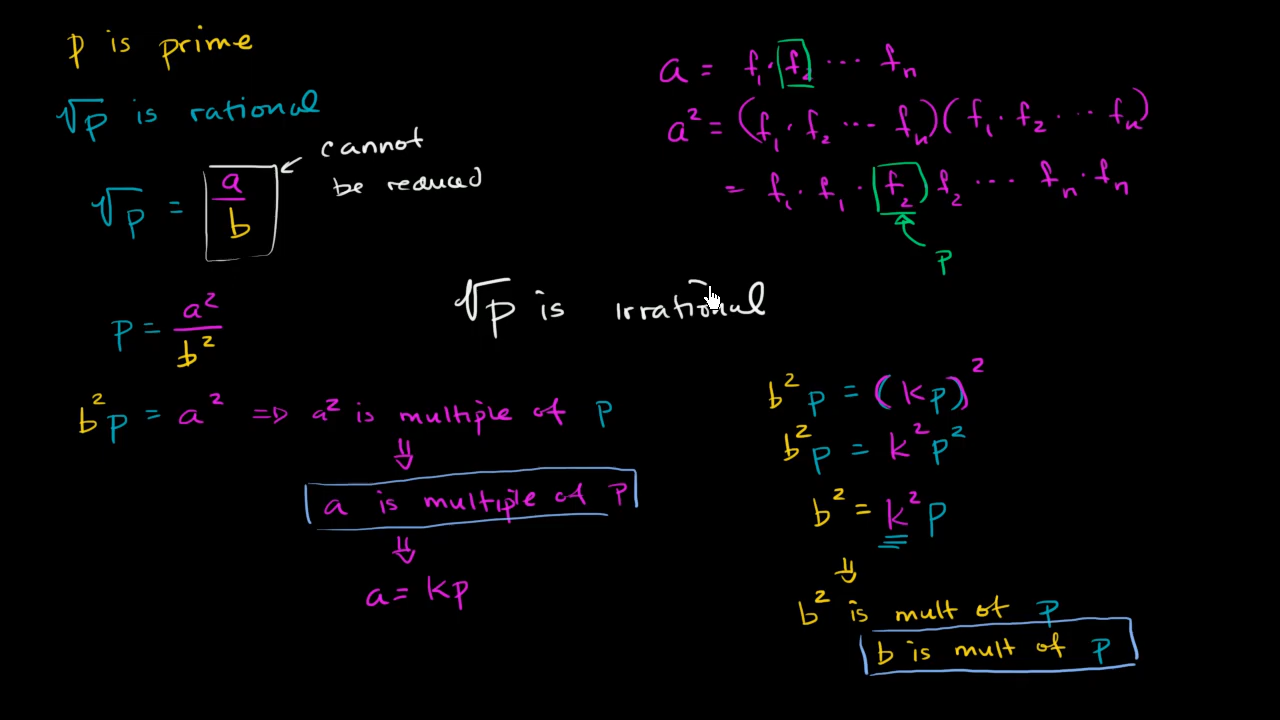 p is prime
√p is rational
cannot
be reduced
√p = a/b
p = a²/b²
b²p = a² ⇒ a² is multiple of p
⇓
a is multiple of p
⇓
a = kp
a = f₁·f₂ ··· fₙ
a² = (f₁·f₂ ··· fₙ)(f₁·f₂ ··· fₙ)
= f₁·f₁·f₂ f₂ ··· fₙ·fₙ
p
√p is irrational
b²p = (kp)²
b²p = k²p²
b² = k²p
⇓
b² is mult of p
b is mult of p